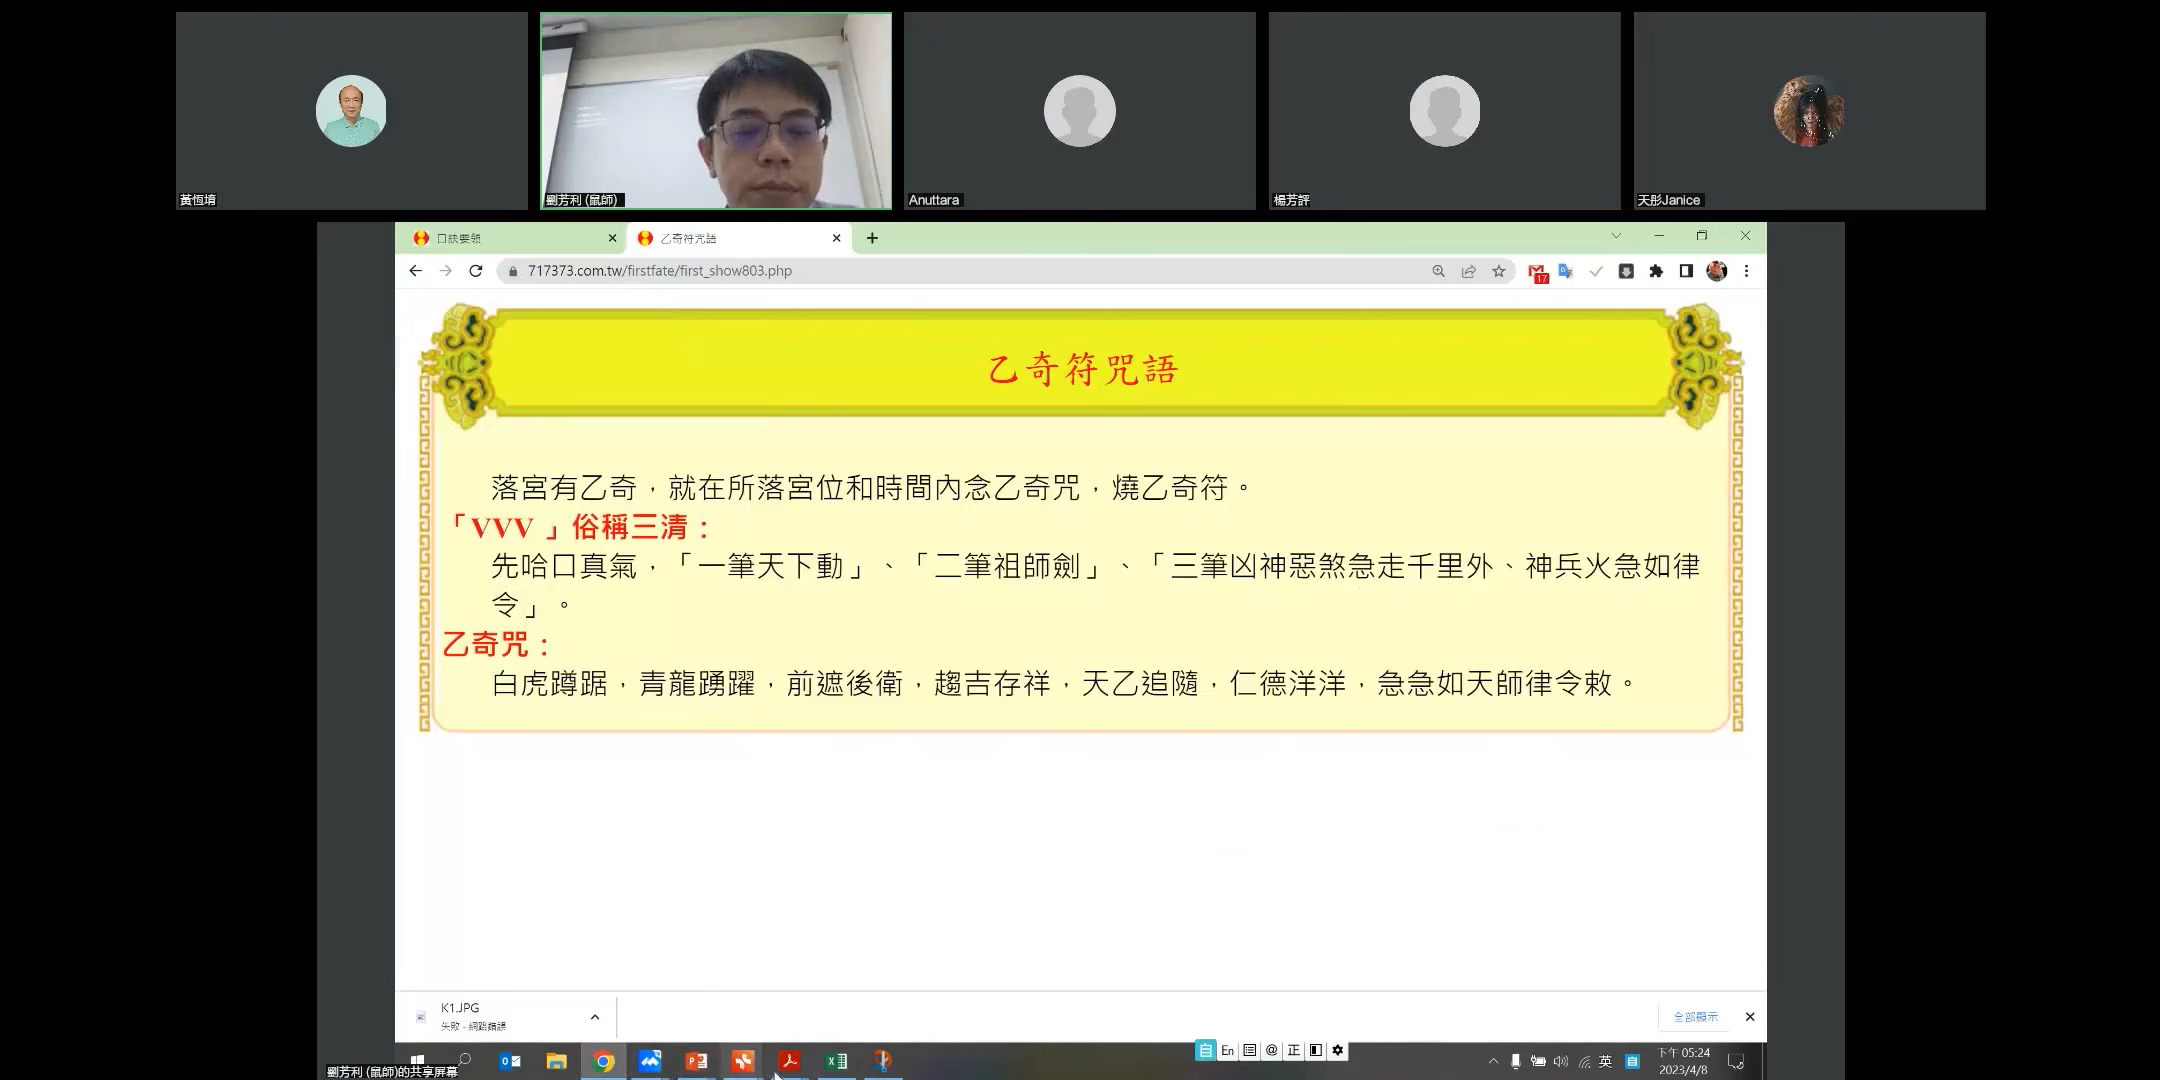 黃恆堉
劉芳利 (鼠師)
Anuttara
楊芳評
天彤Janice
口訣要領
乙奇符咒語
717373.com.tw/firstfate/first_show803.php
17
乙奇符咒語
落宮有乙奇，就在所落宮位和時間內念乙奇咒，燒乙奇符。
「VVV 」俗稱三清：
先哈口真氣，「一筆天下動」、「二筆祖師劍」、「三筆凶神惡煞急走千里外、神兵火急如律
令」。
乙奇咒：
白虎蹲踞，青龍踴躍，前遮後衛，趨吉存祥，天乙追隨，仁德洋洋，急急如天師律令敕。
K1.JPG
失敗 - 網路錯誤
全部顯示
En
正
英
下午 05:24
2023/4/8
劉芳利 (鼠師)的共享屏幕